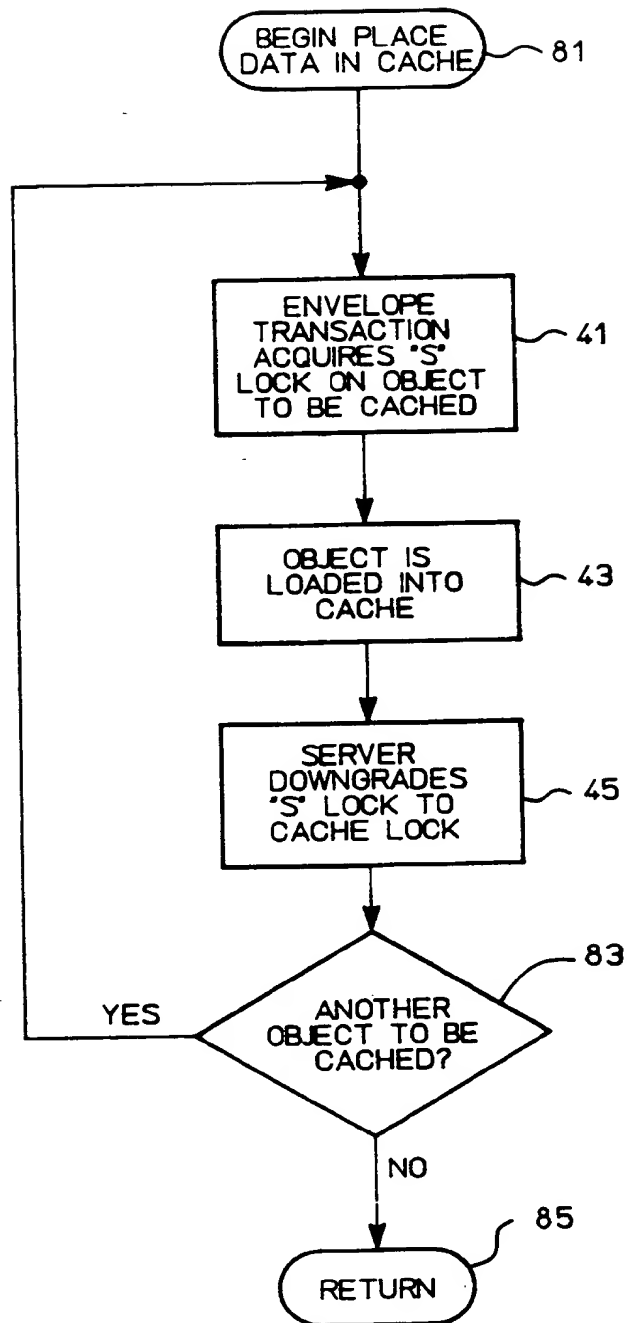 BEGIN PLACE
DATA IN CACHE
81
ENVELOPE
TRANSACTION
ACQUIRES "S"
LOCK ON OBJECT
TO BE CACHED
41
OBJECT IS
LOADED INTO
CACHE
43
SERVER
DOWNGRADES
"S" LOCK TO
CACHE LOCK
45
83
YES
ANOTHER
OBJECT TO BE
CACHED?
NO
85
RETURN